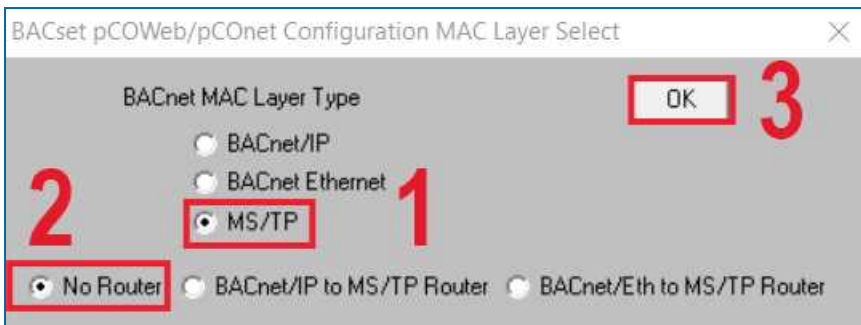 BACset pCOWeb/pCOnet Configuration MAC Layer Select
BACnet MAC Layer Type
OK
3
BACnet/IP
BACnet Ethernet
1
2
MS/TP
No Router
BACnet/IP to MS/TP Router
BACnet/Eth to MS/TP Router